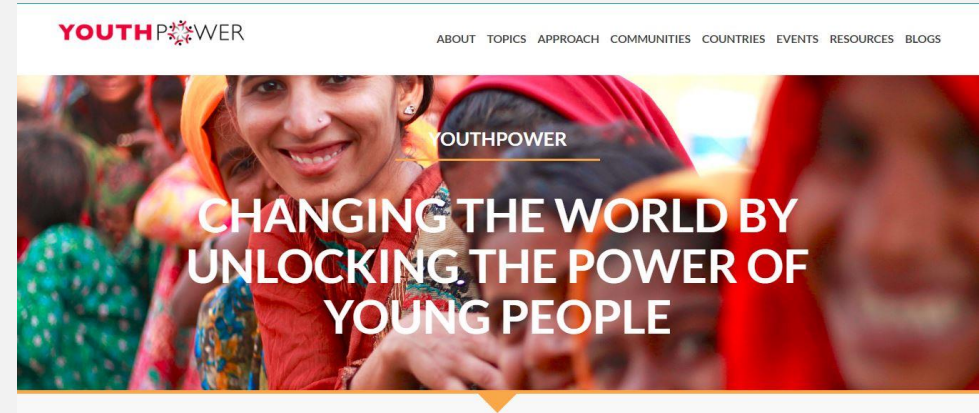 YOUTHPOWER
ABOUT TOPICS APPROACH COMMUNITIES COUNTRIES EVENTS RESOURCES BLOGS
YOUTHPOWER
CHANGING THE WORLD BY
UNLOCKING THE POWER OF
YOUNG PEOPLE